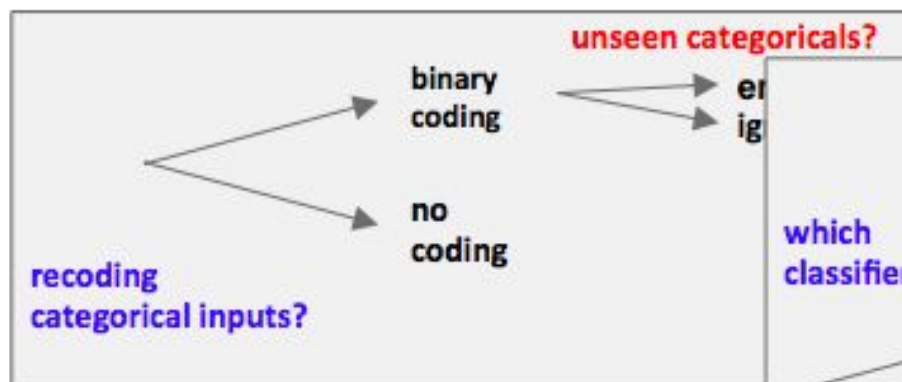 unseen categoricals?
binary
coding
no
coding
recoding
categorical inputs?
which